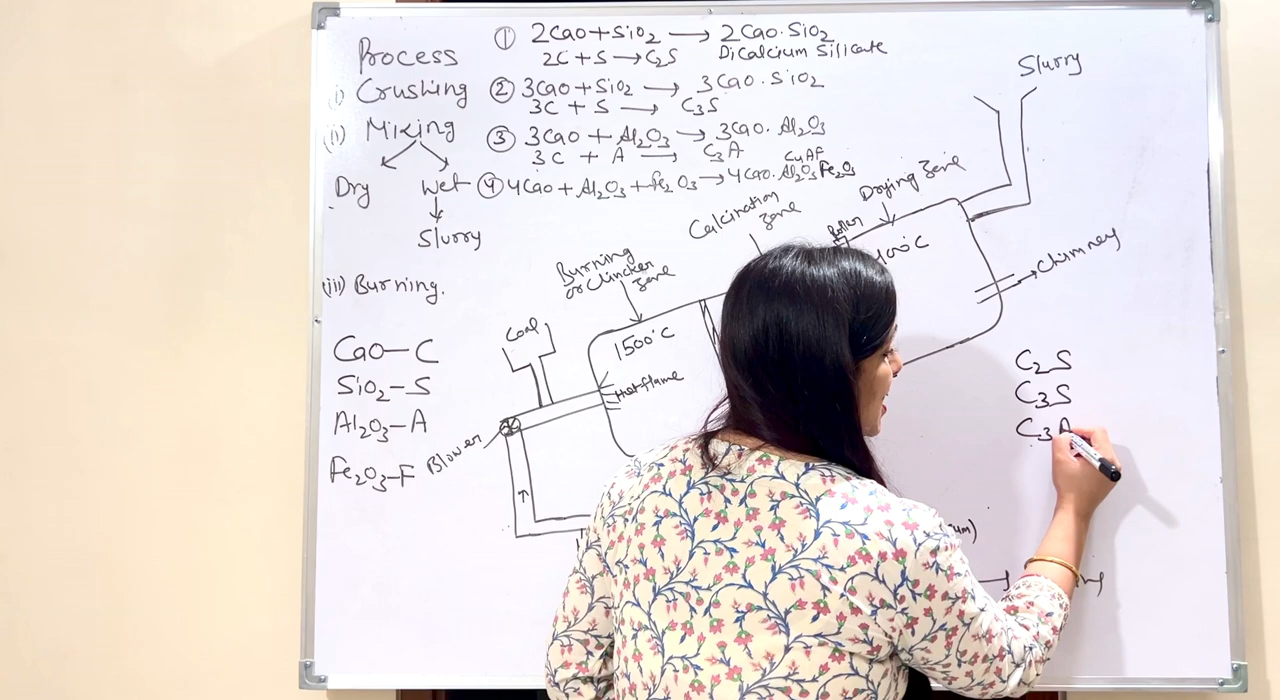 Process
(i) Crushing
(ii) Mixing
Dry Wet
Slurry
(iii) Burning.
CaO—C
SiO2—S
Al2O3—A
Fe2O3—F
① 2CaO+SiO2 → 2CaO·SiO2
2C+S→C2S Dicalcium Silicate
② 3CaO+SiO2 → 3CaO·SiO2
3C + S → C3S
③ 3CaO + Al2O3 → 3CaO·Al2O3
3C + A → C3A
C4AF
④ 4CaO+Al2O3+Fe2O3→4CaO·Al2O3Fe2O3
Slurry
Drying Zone
Calcination
Zone
Roller
400°C
Chimney
Burning
or Clincker
Zone
Coal
1500°C
Hot flame
Blower
C2S
C3S
C3A